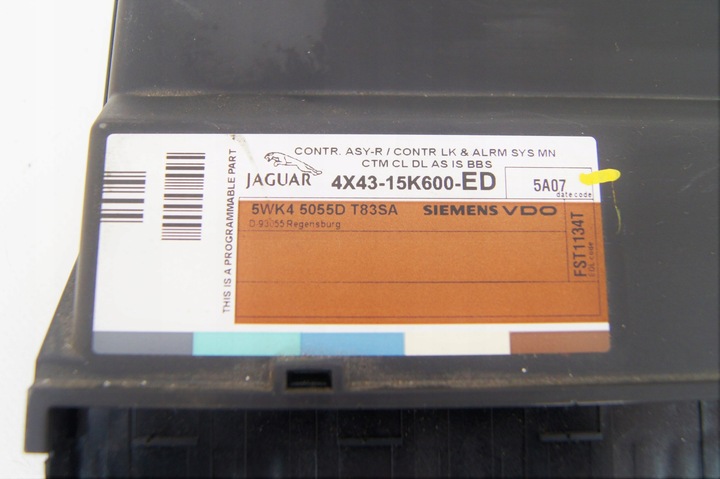 CONTR. ASY-R / CONTR LK & ALRM SYS MN
CTM CL DL AS IS BBS
JAGUAR 4X43-15K600-ED
5A07
date code
5WK4 5055D T83SA SIEMENS VDO
D 93055 Regensburg
FST1134T
THIS IS A PROGRAMMABLE PART